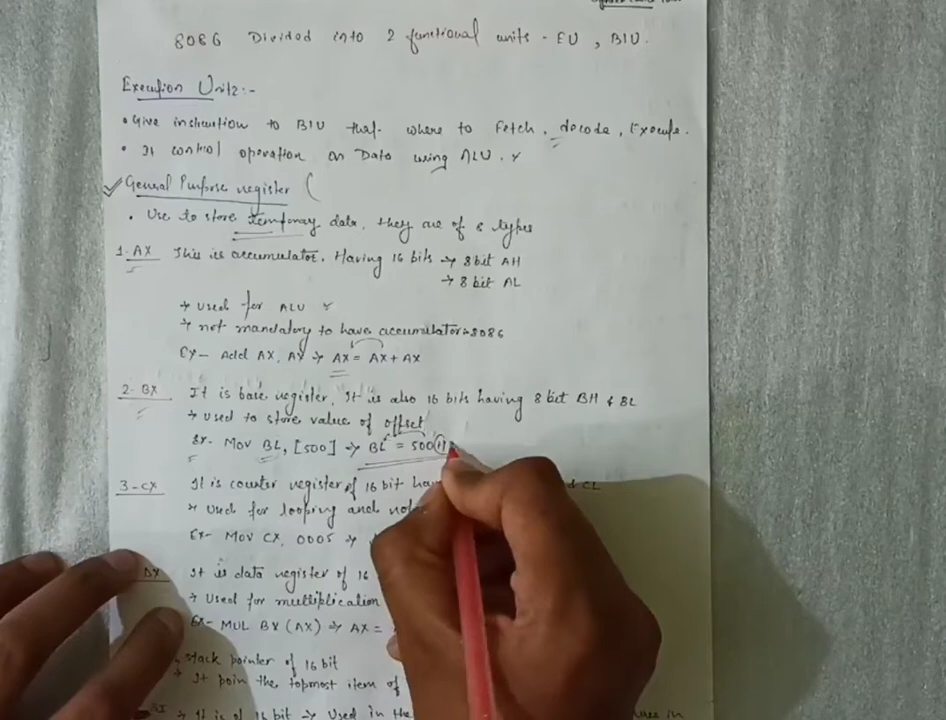 8086 Divided into 2 functional units - EU, BIU.
Execution Unit:-
• Give instruction to BIU that where to Fetch, decode, Execute.
• It control operation on Data using ALU.
General Purpose register (
• Use to store temporary data, they are of 8 types
1. AX This is accumulator. Having 16 bits → 8 bit AH
→ 8 bit AL
→ used for ALU
→ not mandatory to have accumulator in 8086
Ex- Add AX, AX → AX = AX + AX
2- BX It is base register. It is also 16 bits having 8 bit BH & BL
→ used to store value of offset
Ex- Mov BL, [500] → BL = 500H
3- CX It is counter register of 16 bit CL
→ Used for looping and
Ex- Mov CX, 0005 →
It is data register of 16
→ Used for multiplication
Ex- MUL BX (AX) → AX =
stack pointer of 16 bit
→ It poin the topmost item of
SI → It is of 16 bit → Used in the